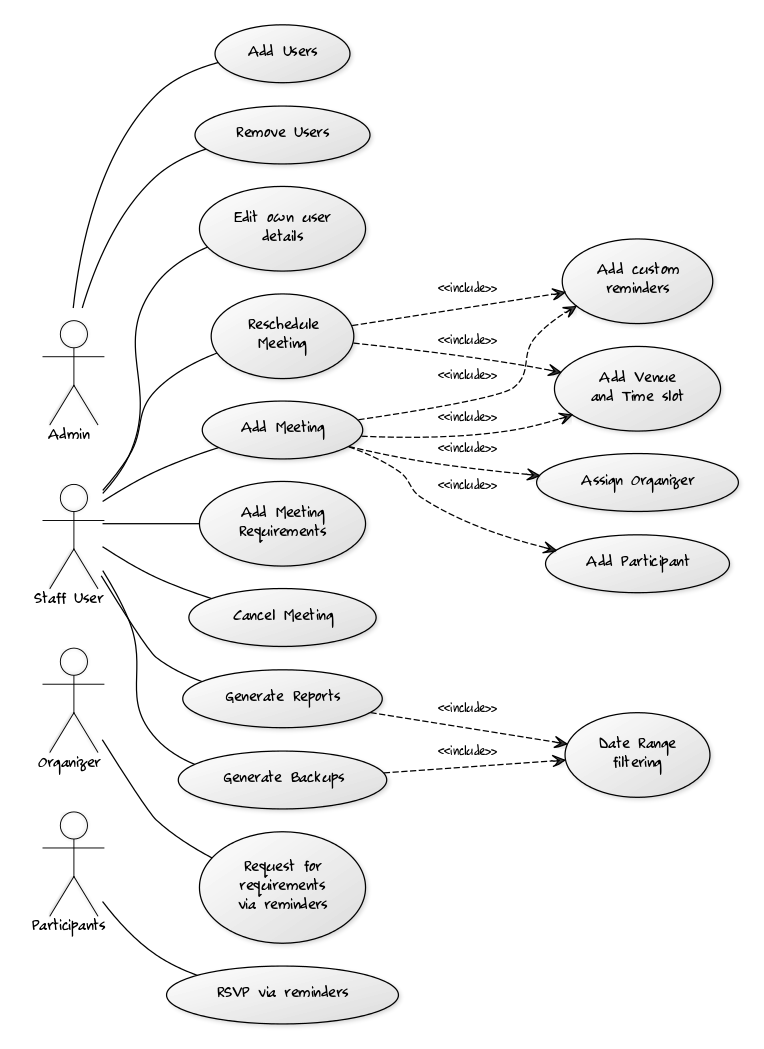 Add Users
Remove Users
Edit own user
details
Add custom
reminders
<<include>>
Reschedule
Meeting
<<include>>
<<include>>
Add Venue
and Time slot
Admin
Add Meeting
<<include>>
<<include>>
Assign Organizer
<<include>>
Add Meeting
Requirements
Add Participant
Staff User
Cancel Meeting
Generate Reports
<<include>>
Organizer
Date Range
filtering
<<include>>
Generate Backups
Request for
requirements
via reminders
Participants
RSVP via reminders